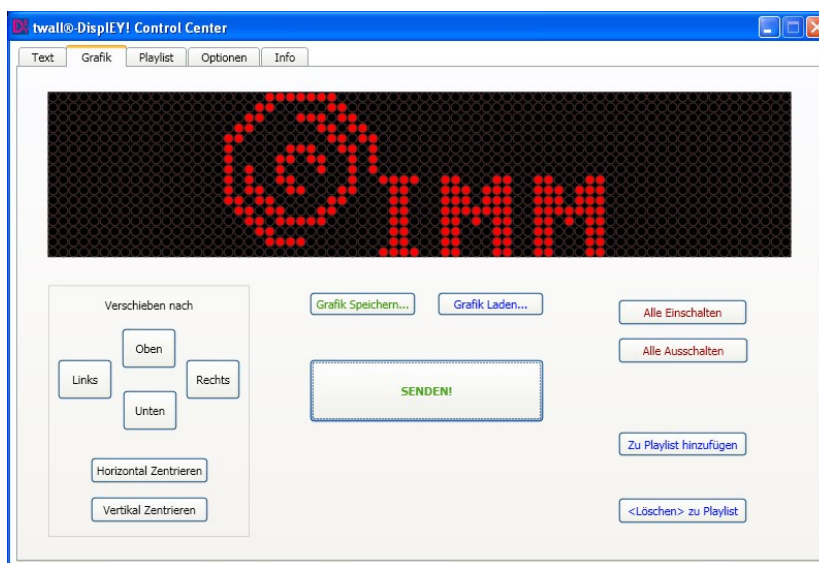 twall®-DisplEY! Control Center
Text Grafik Playlist Optionen Info
IMM
Verschieben nach
Oben
Links Rechts
Unten
Horizontal Zentrieren
Vertikal Zentrieren
Grafik Speichern... Grafik Laden...
SENDEN!
Alle Einschalten
Alle Ausschalten
Zu Playlist hinzufügen
<Löschen> zu Playlist